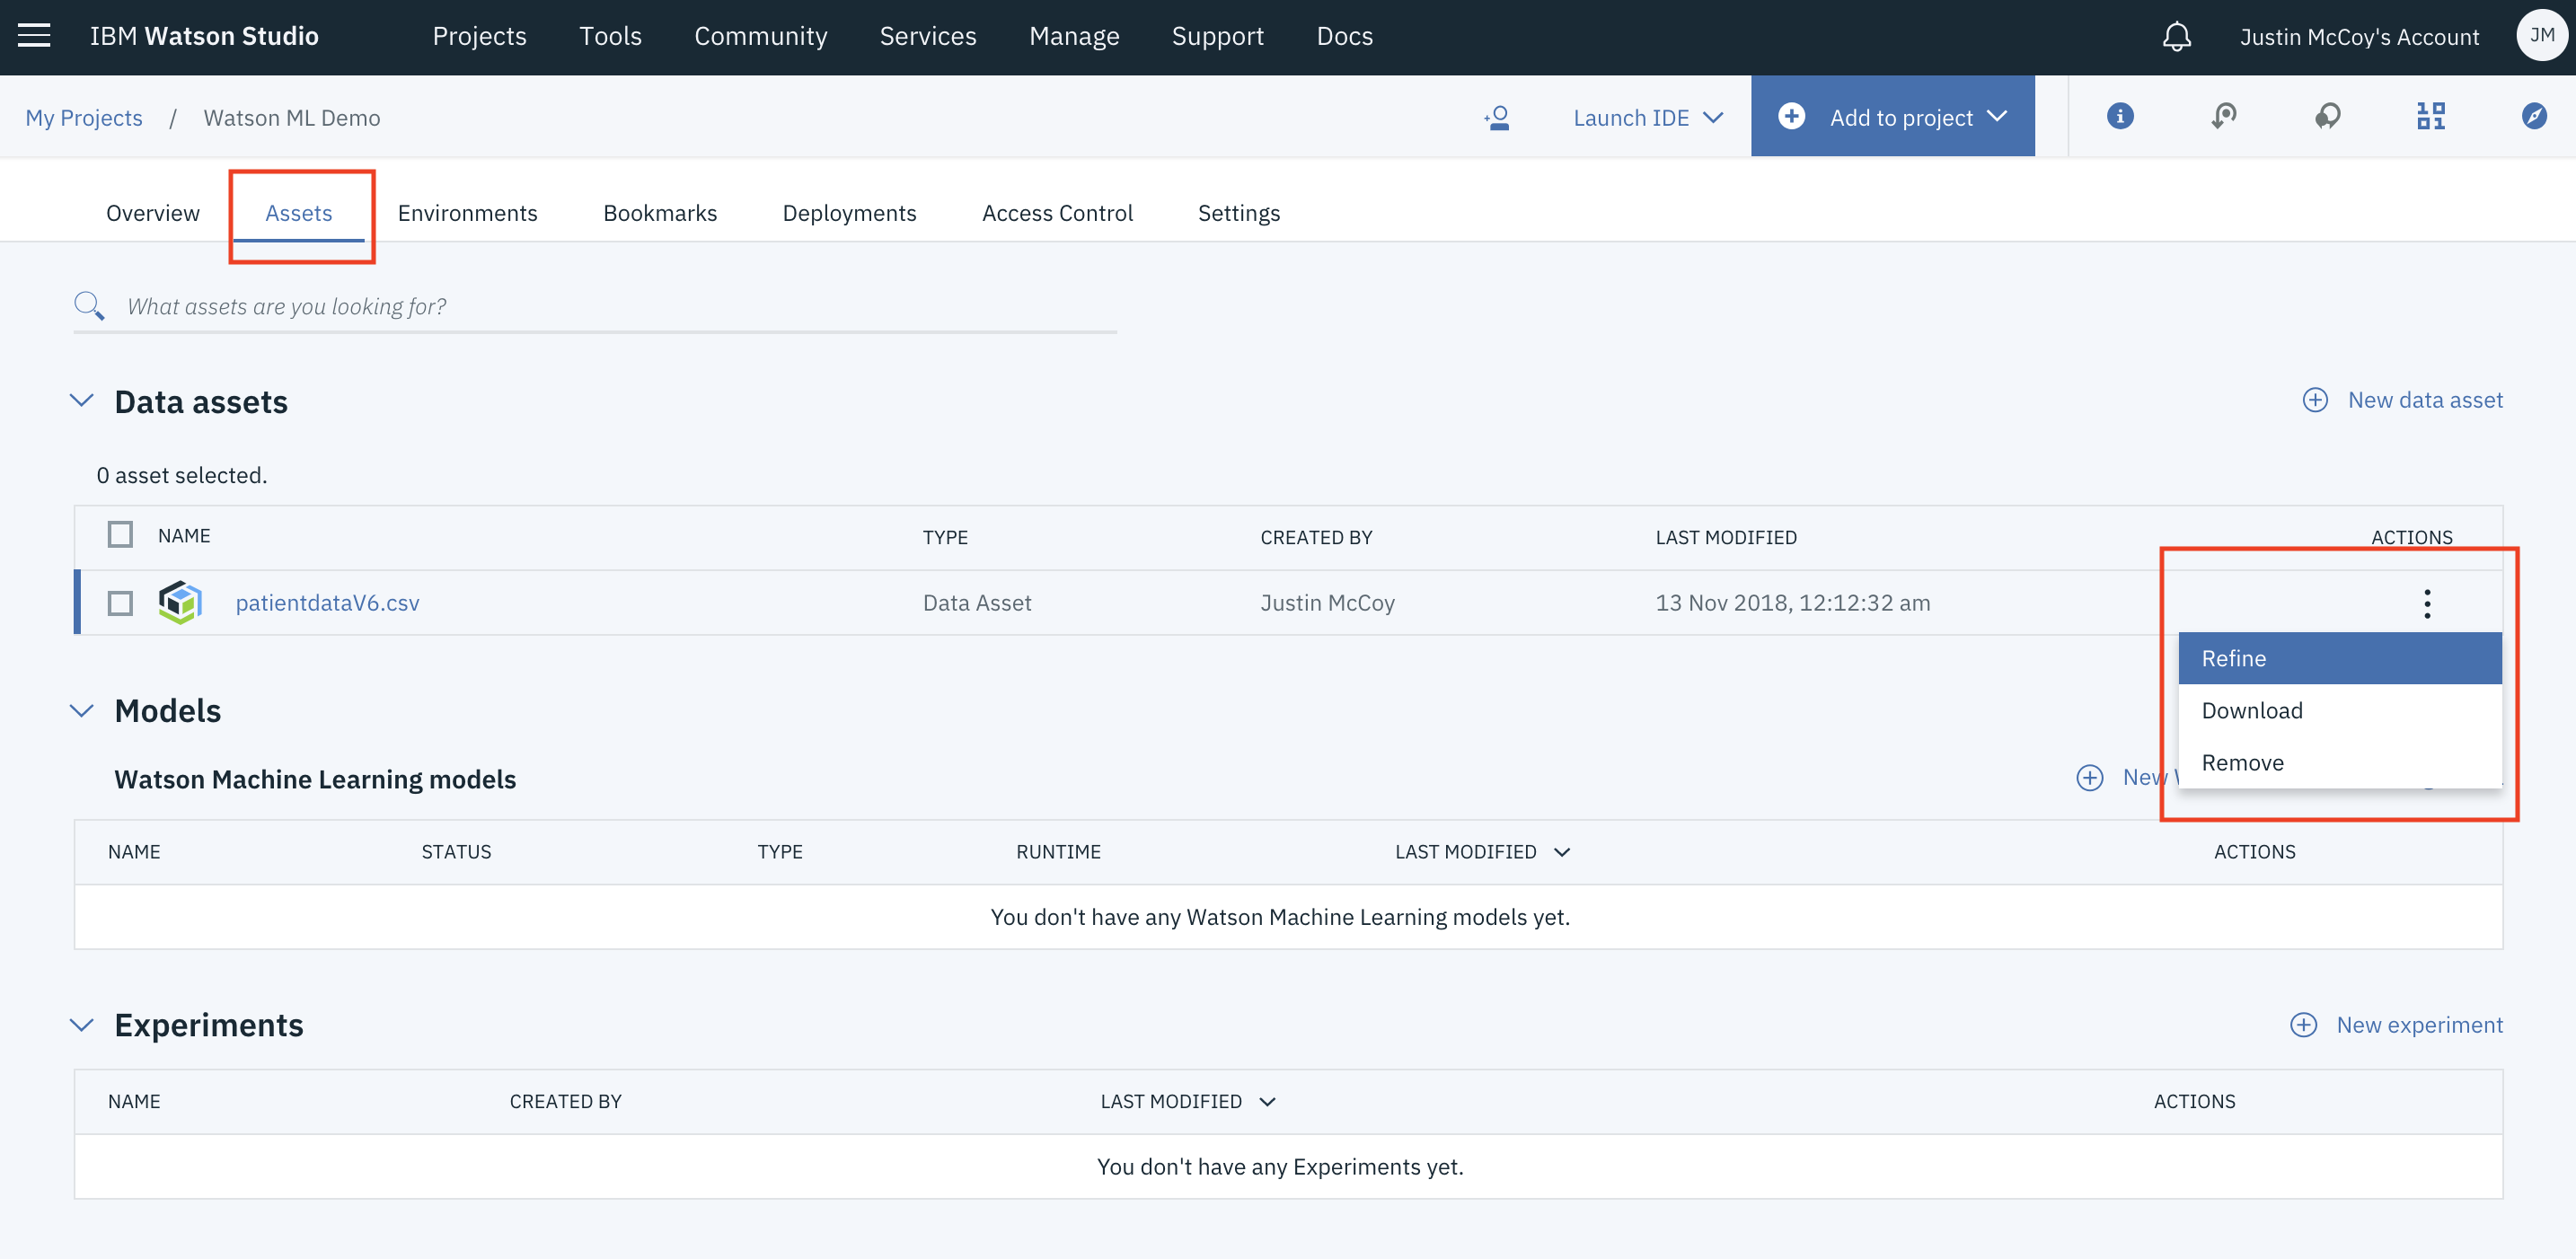 IBM Watson Studio Projects Tools Community Services Manage Support Docs Justin McCoy's Account JM
My Projects / Watson ML Demo Launch IDE Add to project
Overview Assets Environments Bookmarks Deployments Access Control Settings
What assets are you looking for?
Data assets New data asset
0 asset selected.
NAME TYPE CREATED BY LAST MODIFIED ACTIONS
patientdataV6.csv Data Asset Justin McCoy 13 Nov 2018, 12:12:32 am
Refine
Download
Remove
Models
Watson Machine Learning models New
NAME STATUS TYPE RUNTIME LAST MODIFIED ACTIONS
You don't have any Watson Machine Learning models yet.
Experiments New experiment
NAME CREATED BY LAST MODIFIED ACTIONS
You don't have any Experiments yet.